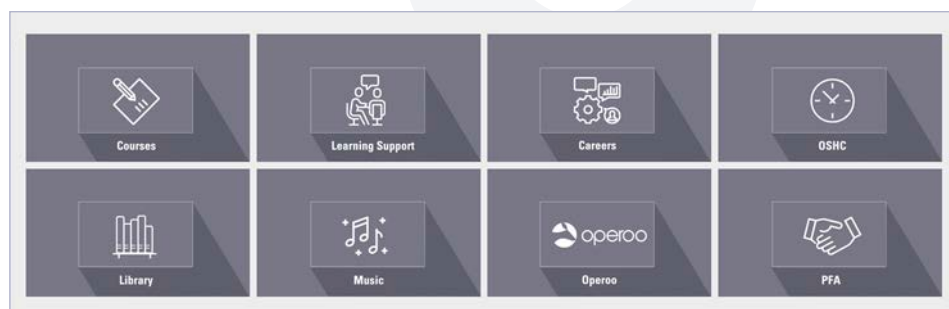 Courses
Learning Support
Careers
OSHC
Library
Music
operoo
Operoo
PFA